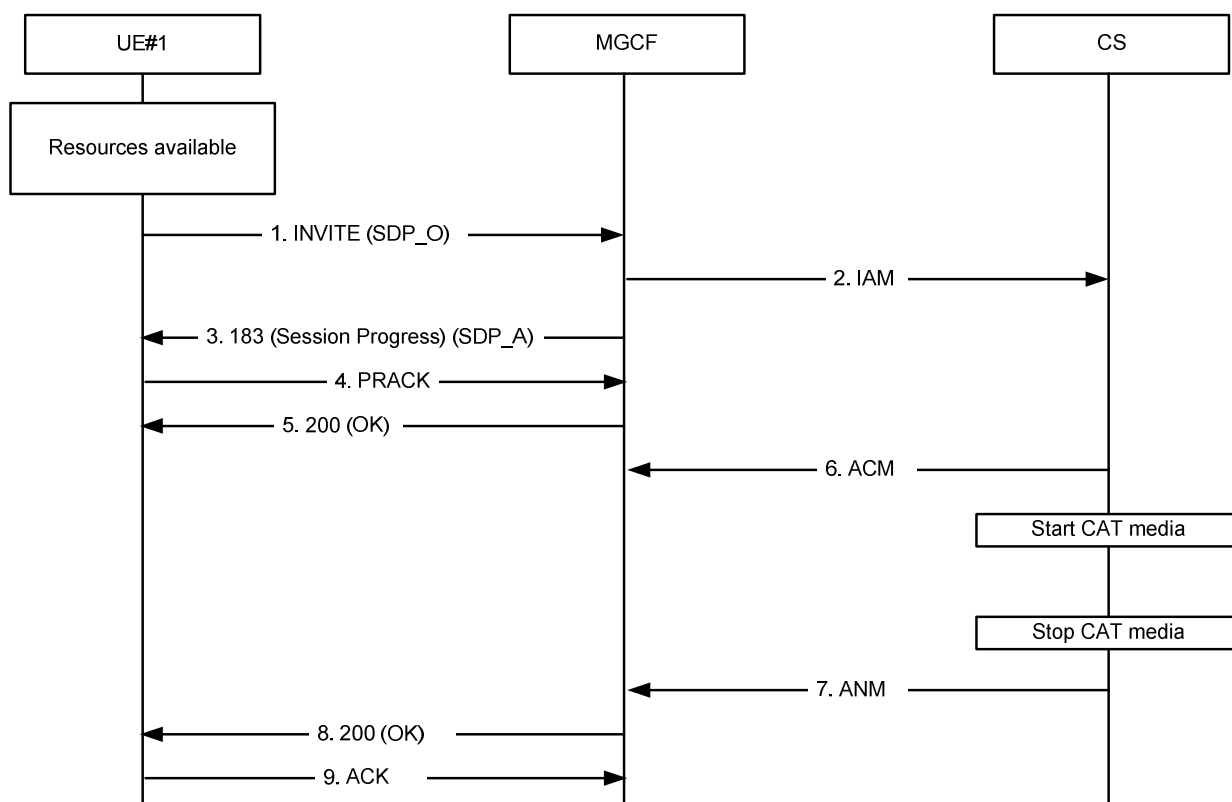 UE#1
MGCF
CS
Resources available
1. INVITE (SDP_O)
2. IAM
3. 183 (Session Progress) (SDP_A)
4. PRACK
5. 200 (OK)
6. ACM
Start CAT media
Stop CAT media
7. ANM
8. 200 (OK)
9. ACK